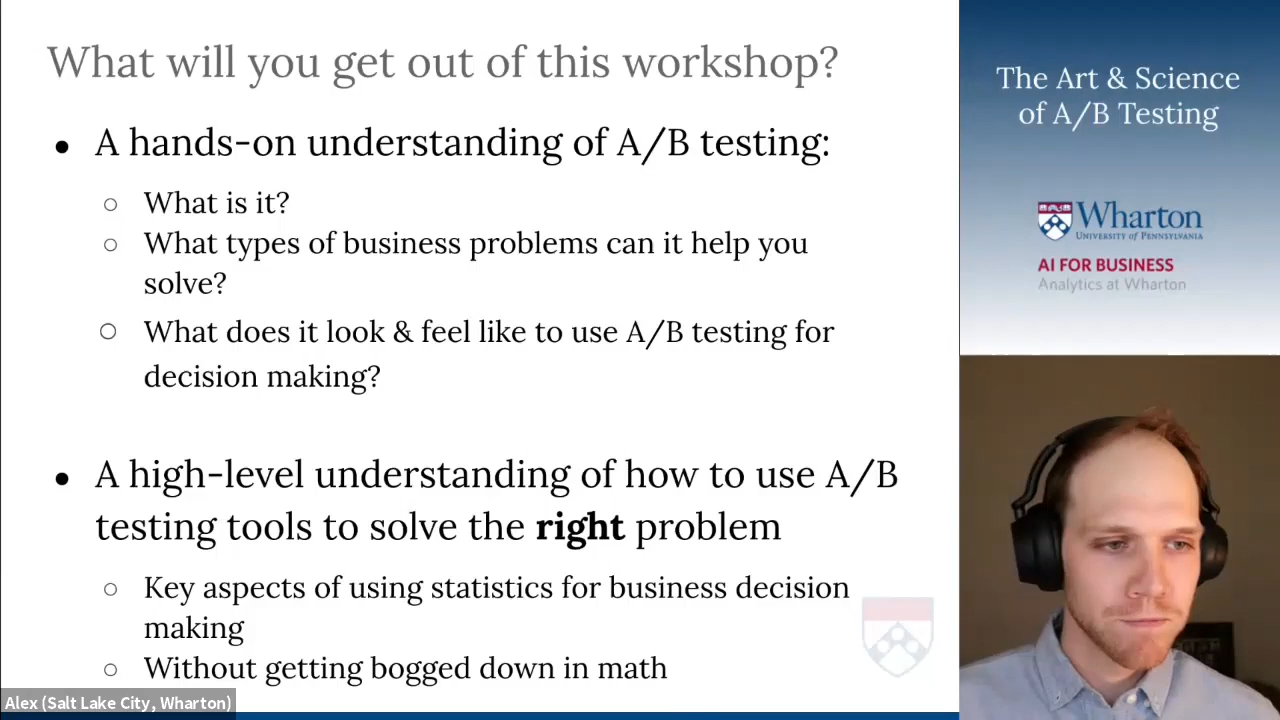 What will you get out of this workshop?
● A hands-on understanding of A/B testing:
○ What is it?
○ What types of business problems can it help you
solve?
○ What does it look & feel like to use A/B testing for
decision making?
● A high-level understanding of how to use A/B
testing tools to solve the right problem
○ Key aspects of using statistics for business decision
making
○ Without getting bogged down in math
Alex (Salt Lake City, Wharton)
The Art & Science
of A/B Testing
Wharton
UNIVERSITY of PENNSYLVANIA
AI FOR BUSINESS
Analytics at Wharton